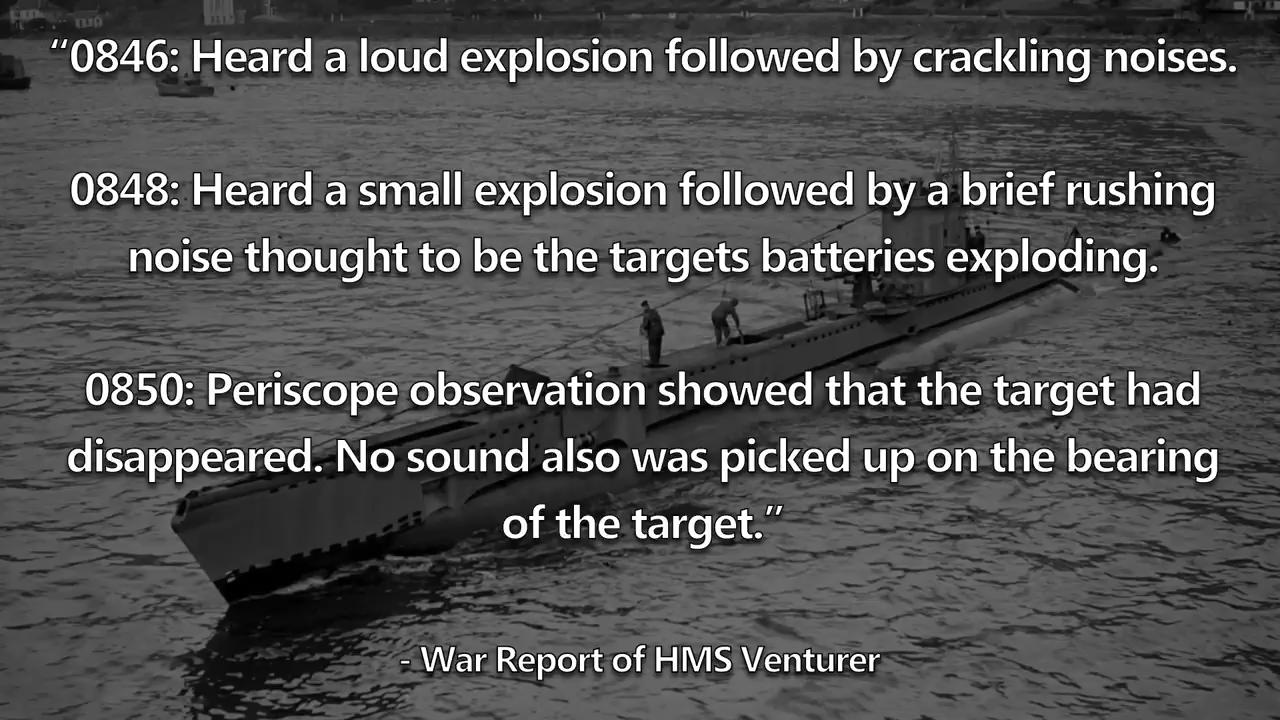 “0846: Heard a loud explosion followed by crackling noises.
0848: Heard a small explosion followed by a brief rushing
noise thought to be the targets batteries exploding.
0850: Periscope observation showed that the target had
disappeared. No sound also was picked up on the bearing
of the target.”
- War Report of HMS Venturer